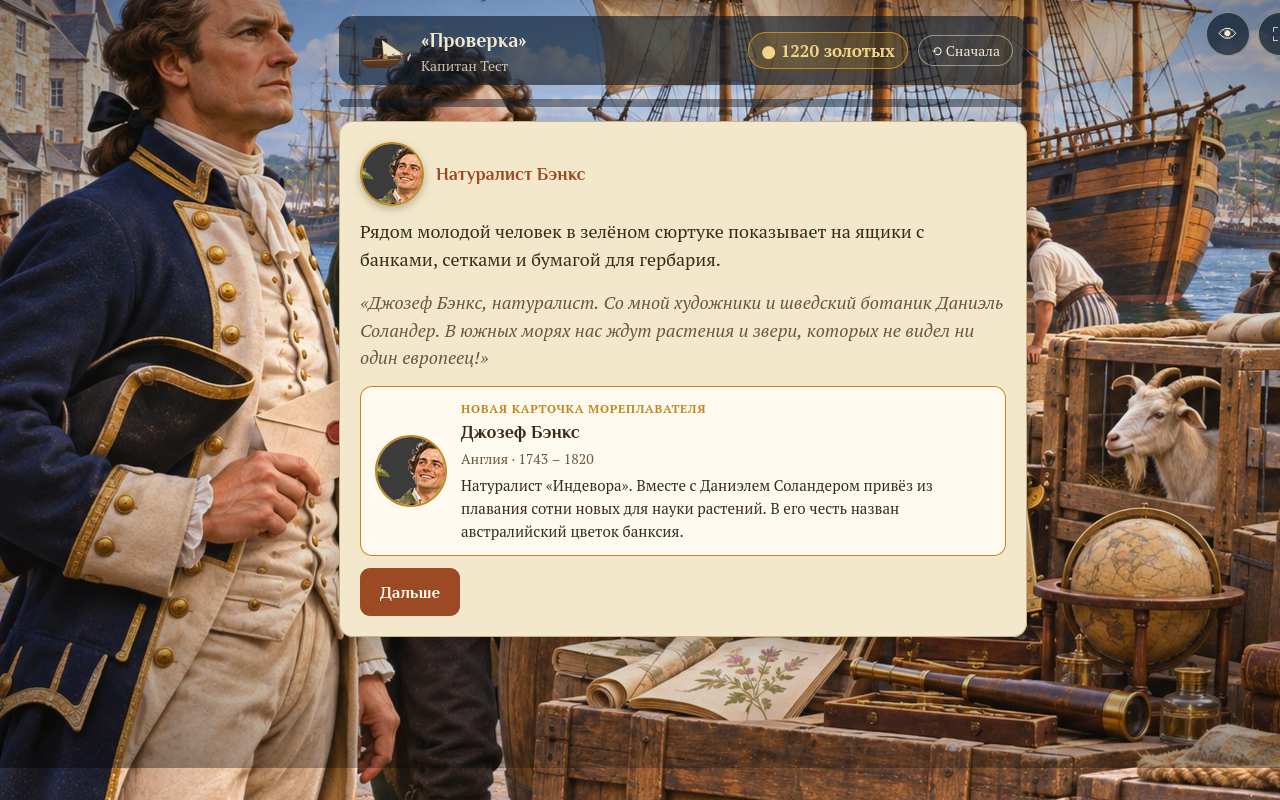 «Проверка»
Капитан Тест
1220 золотых
⟲ Сначала
Натуралист Бэнкс
Рядом молодой человек в зелёном сюртуке показывает на ящики с
банками, сетками и бумагой для гербария.
«Джозеф Бэнкс, натуралист. Со мной художники и шведский ботаник Даниэль
Соландер. В южных морях нас ждут растения и звери, которых не видел ни
один европеец!»
НОВАЯ КАРТОЧКА МОРЕПЛАВАТЕЛЯ
Джозеф Бэнкс
Англия · 1743 – 1820
Натуралист «Индевора». Вместе с Даниэлем Соландером привёз из
плавания сотни новых для науки растений. В его честь назван
австралийский цветок банксия.
Дальше